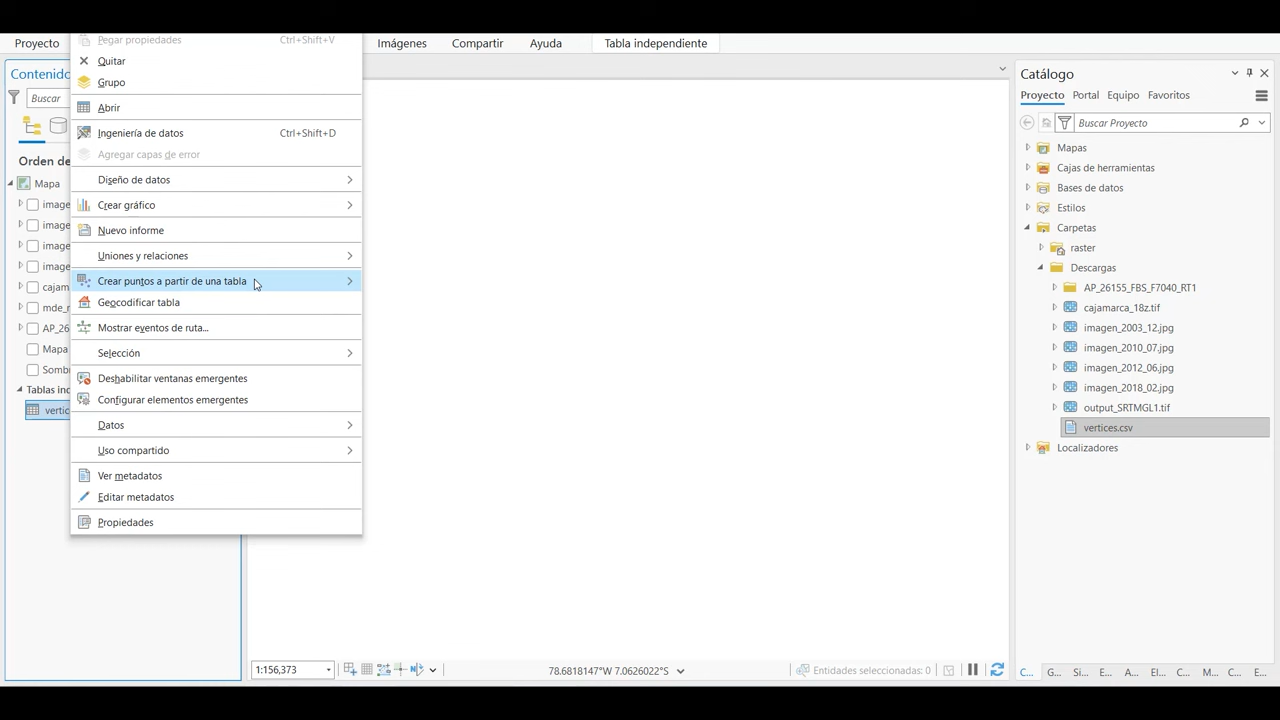 Proyecto
Imágenes
Compartir
Ayuda
Tabla independiente
Pegar propiedades Ctrl+Shift+V
Quitar
Grupo
Abrir
Ingeniería de datos Ctrl+Shift+D
Agregar capas de error
Diseño de datos
Crear gráfico
Nuevo informe
Uniones y relaciones
Crear puntos a partir de una tabla
Geocodificar tabla
Mostrar eventos de ruta...
Selección
Deshabilitar ventanas emergentes
Configurar elementos emergentes
Datos
Uso compartido
Ver metadatos
Editar metadatos
Propiedades
Contenido
Buscar
Orden de
Mapa
image
image
image
image
cajam
mde_r
AP_26
Mapa
Somb
Tablas in
vertic
1:156,373
78.6818147°W 7.0626022°S
Entidades seleccionadas: 0
Catálogo
Proyecto Portal Equipo Favoritos
Buscar Proyecto
Mapas
Cajas de herramientas
Bases de datos
Estilos
Carpetas
raster
Descargas
AP_26155_FBS_F7040_RT1
cajamarca_18z.tif
imagen_2003_12.jpg
imagen_2010_07.jpg
imagen_2012_06.jpg
imagen_2018_02.jpg
output_SRTMGL1.tif
vertices.csv
Localizadores
C... G... Si... E... A... El... C... M... C... E...